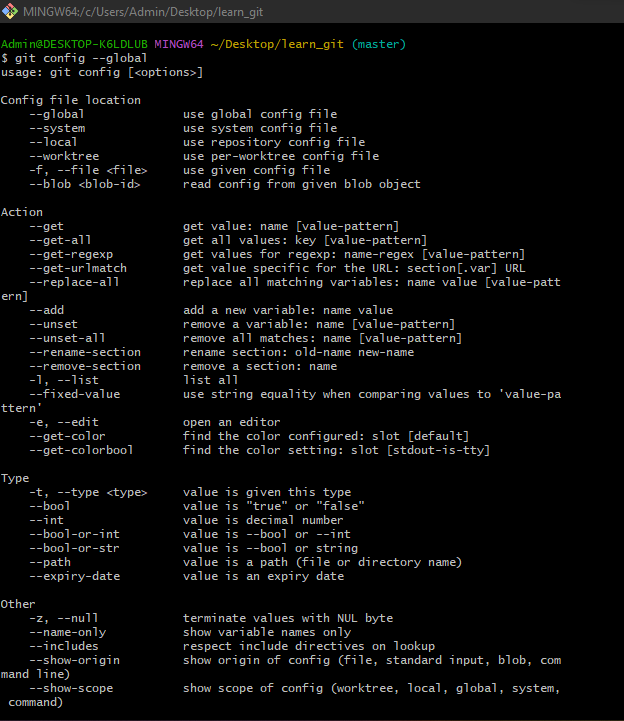 MINGW64:/c/Users/Admin/Desktop/learn_git
Admin@DESKTOP-K6LDLUB MINGW64 ~/Desktop/learn_git (master)
$ git config --global
usage: git config [<options>]
Config file location
--global use global config file
--system use system config file
--local use repository config file
--worktree use per-worktree config file
-f, --file <file> use given config file
--blob <blob-id> read config from given blob object
Action
--get get value: name [value-pattern]
--get-all get all values: key [value-pattern]
--get-regexp get values for regexp: name-regex [value-pattern]
--get-urlmatch get value specific for the URL: section[.var] URL
--replace-all replace all matching variables: name value [value-patt
ern]
--add add a new variable: name value
--unset remove a variable: name [value-pattern]
--unset-all remove all matches: name [value-pattern]
--rename-section rename section: old-name new-name
--remove-section remove a section: name
-l, --list list all
--fixed-value use string equality when comparing values to 'value-pa
ttern'
-e, --edit open an editor
--get-color find the color configured: slot [default]
--get-colorbool find the color setting: slot [stdout-is-tty]
Type
-t, --type <type> value is given this type
--bool value is "true" or "false"
--int value is decimal number
--bool-or-int value is --bool or --int
--bool-or-str value is --bool or string
--path value is a path (file or directory name)
--expiry-date value is an expiry date
Other
-z, --null terminate values with NUL byte
--name-only show variable names only
--includes respect include directives on lookup
--show-origin show origin of config (file, standard input, blob, com
mand line)
--show-scope show scope of config (worktree, local, global, system,
command)